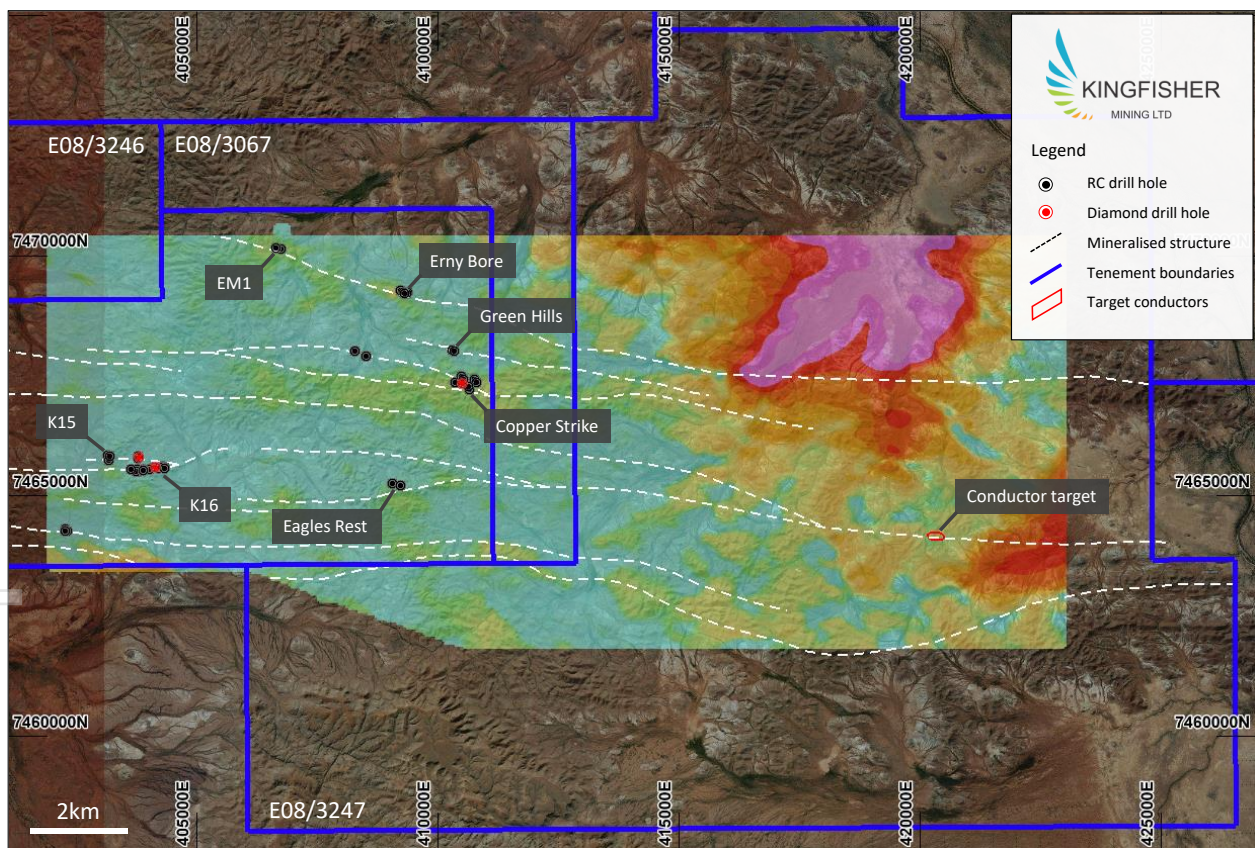 405000E
410000E
415000E
420000E
425000E
KINGFISHER
MINING LTD
E08/3246
E08/3067
Legend
RC drill hole
Diamond drill hole
Mineralised structure
Tenement boundaries
Target conductors
7470000N
EM1
Erny Bore
Green Hills
Copper Strike
K15
K16
Eagles Rest
Conductor target
7465000N
7465000N
7460000N
7460000N
2km
E08/3247
405000E
410000E
415000E
420000E
425000E